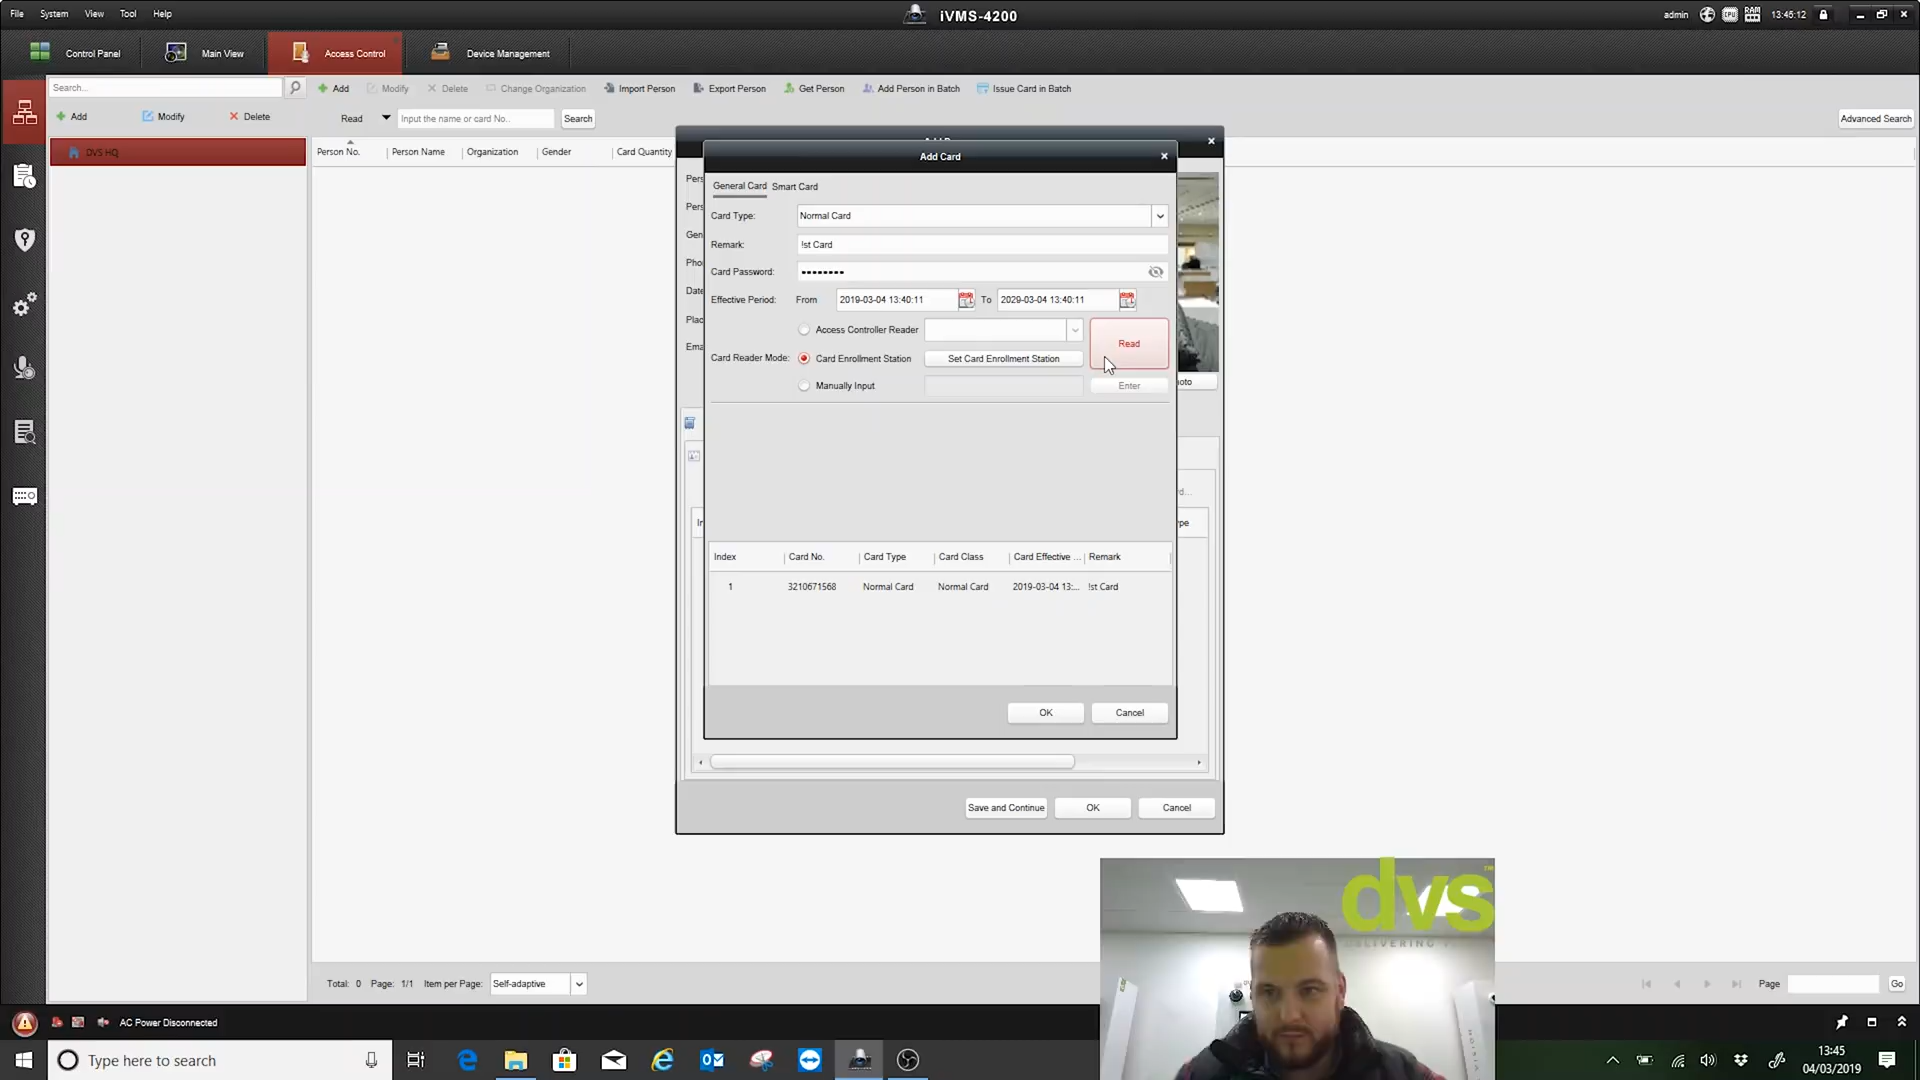 File System View Tool Help
iVMS-4200
admin CPU RAM 13:45:12
Control Panel Main View Access Control Device Management
Search...
Add Modify Delete Change Organization Import Person Export Person Get Person Add Person in Batch Issue Card in Batch
Add Modify Delete
Read Input the name or card No.. Search Advanced Search
DVS HQ
Person No. Person Name Organization Gender Card Quantity
Add Card
General Card Smart Card
Card Type: Normal Card
Remark: !st Card
Card Password: ••••••••
Effective Period: From 2019-03-04 13:40:11 To 2029-03-04 13:40:11
Access Controller Reader
Read
Card Reader Mode: Card Enrollment Station Set Card Enrollment Station
Manually Input Enter
Index Card No. Card Type Card Class Card Effective ... Remark
1 3210671568 Normal Card Normal Card 2019-03-04 13:... !st Card
OK Cancel
Save and Continue OK Cancel
dvs
Total: 0 Page: 1/1 Item per Page: Self-adaptive
Page Go
AC Power Disconnected
Type here to search
13:45
04/03/2019